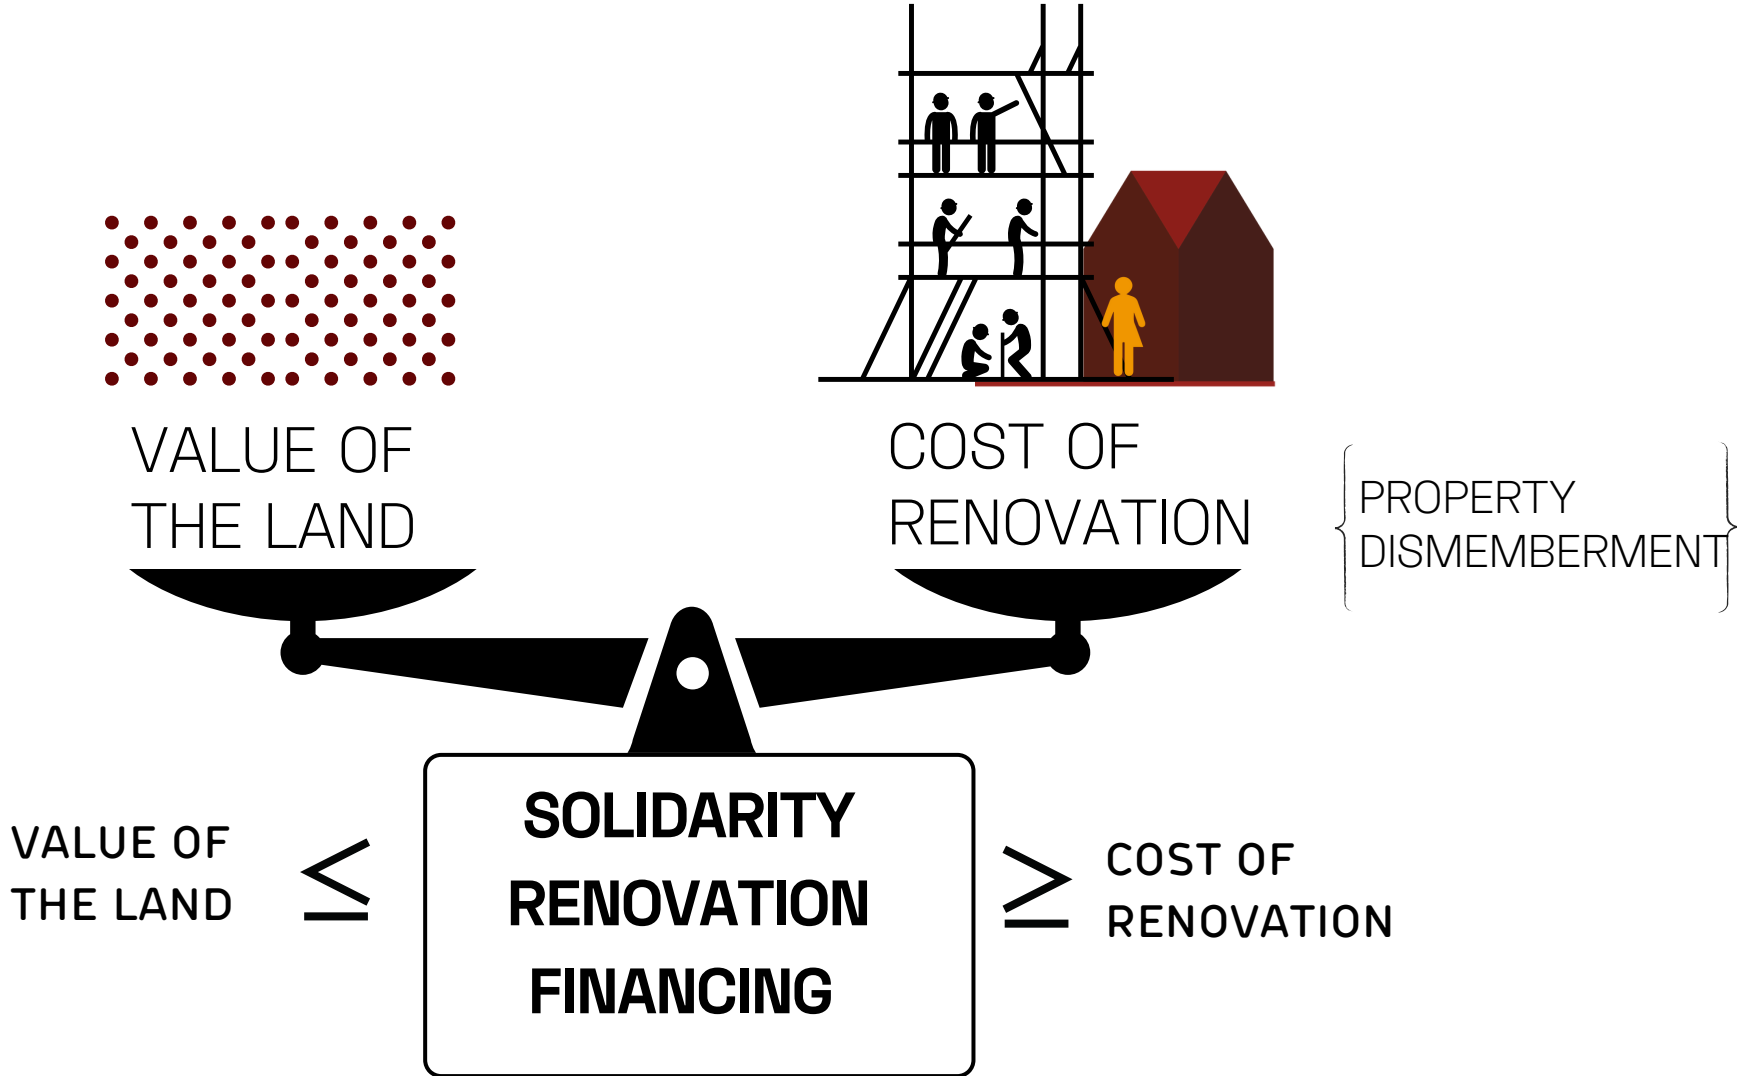 VALUE OF
THE LAND
COST OF
RENOVATION
PROPERTY
DISMEMBERMENT
VALUE OF
THE LAND
≤
SOLIDARITY
RENOVATION
FINANCING
≥
COST OF
RENOVATION